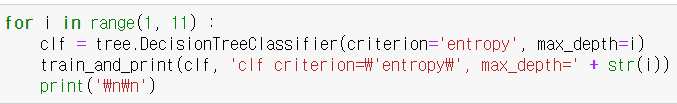 for i in range(1, 11) :
    clf = tree.DecisionTreeClassifier(criterion='entropy', max_depth=i)
    train_and_print(clf, 'clf criterion=₩'entropy₩', max_depth=' + str(i))
    print('₩n₩n')